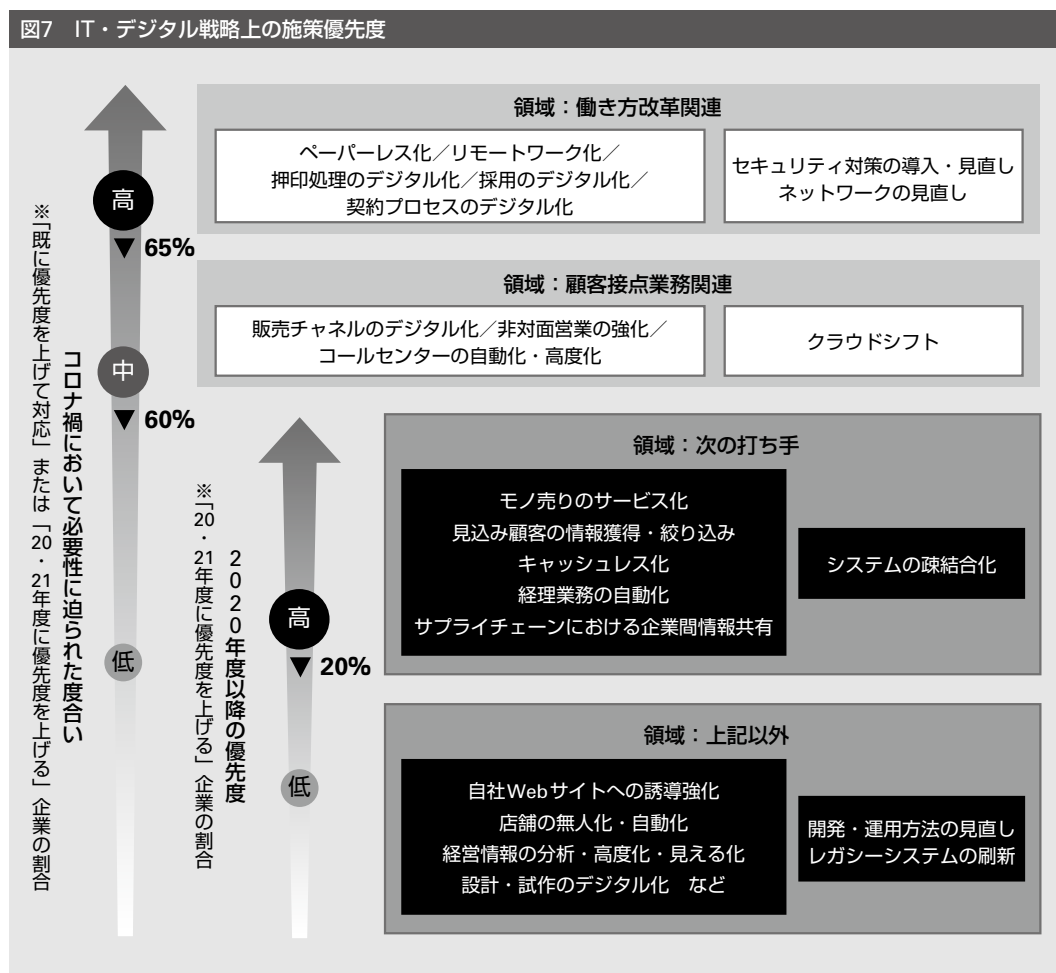 図7 IT・デジタル戦略上の施策優先度
領域：働き方改革関連
ペーパーレス化／リモートワーク化／
押印処理のデジタル化／採用のデジタル化／
契約プロセスのデジタル化
セキュリティ対策の導入・見直し
ネットワークの見直し
高
▼ 65%
領域：顧客接点業務関連
販売チャネルのデジタル化／非対面営業の強化／
コールセンターの自動化・高度化
クラウドシフト
中
▼ 60%
低
コロナ禍において必要性に迫られた度合い
※「既に優先度を上げて対応」または「20・21年度に優先度を上げる」企業の割合
領域：次の打ち手
モノ売りのサービス化
見込み顧客の情報獲得・絞り込み
キャッシュレス化
経理業務の自動化
サプライチェーンにおける企業間情報共有
システムの疎結合化
高
▼ 20%
低
2020年度以降の優先度
※「20・21年度に優先度を上げる」企業の割合
領域：上記以外
自社Webサイトへの誘導強化
店舗の無人化・自動化
経営情報の分析・高度化・見える化
設計・試作のデジタル化 など
開発・運用方法の見直し
レガシーシステムの刷新